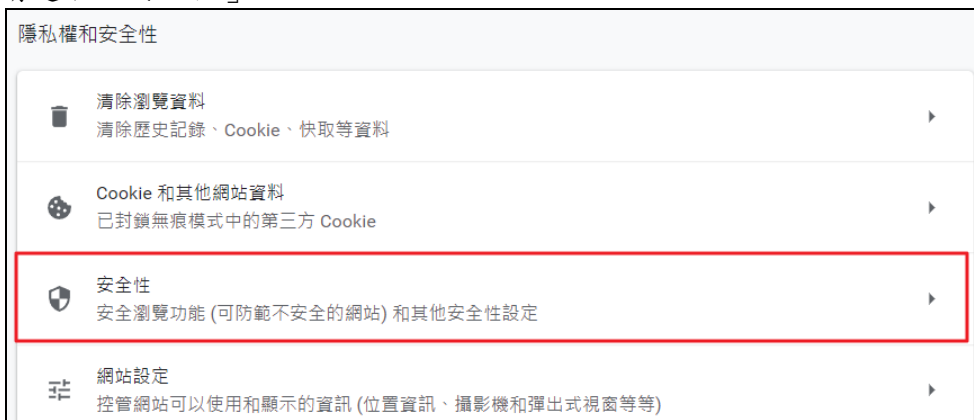 隱私權和安全性
清除瀏覽資料
清除歷史記錄、Cookie、快取等資料
Cookie 和其他網站資料
已封鎖無痕模式中的第三方 Cookie
安全性
安全瀏覽功能 (可防範不安全的網站) 和其他安全性設定
網站設定
控管網站可以使用和顯示的資訊 (位置資訊、攝影機和彈出式視窗等等)